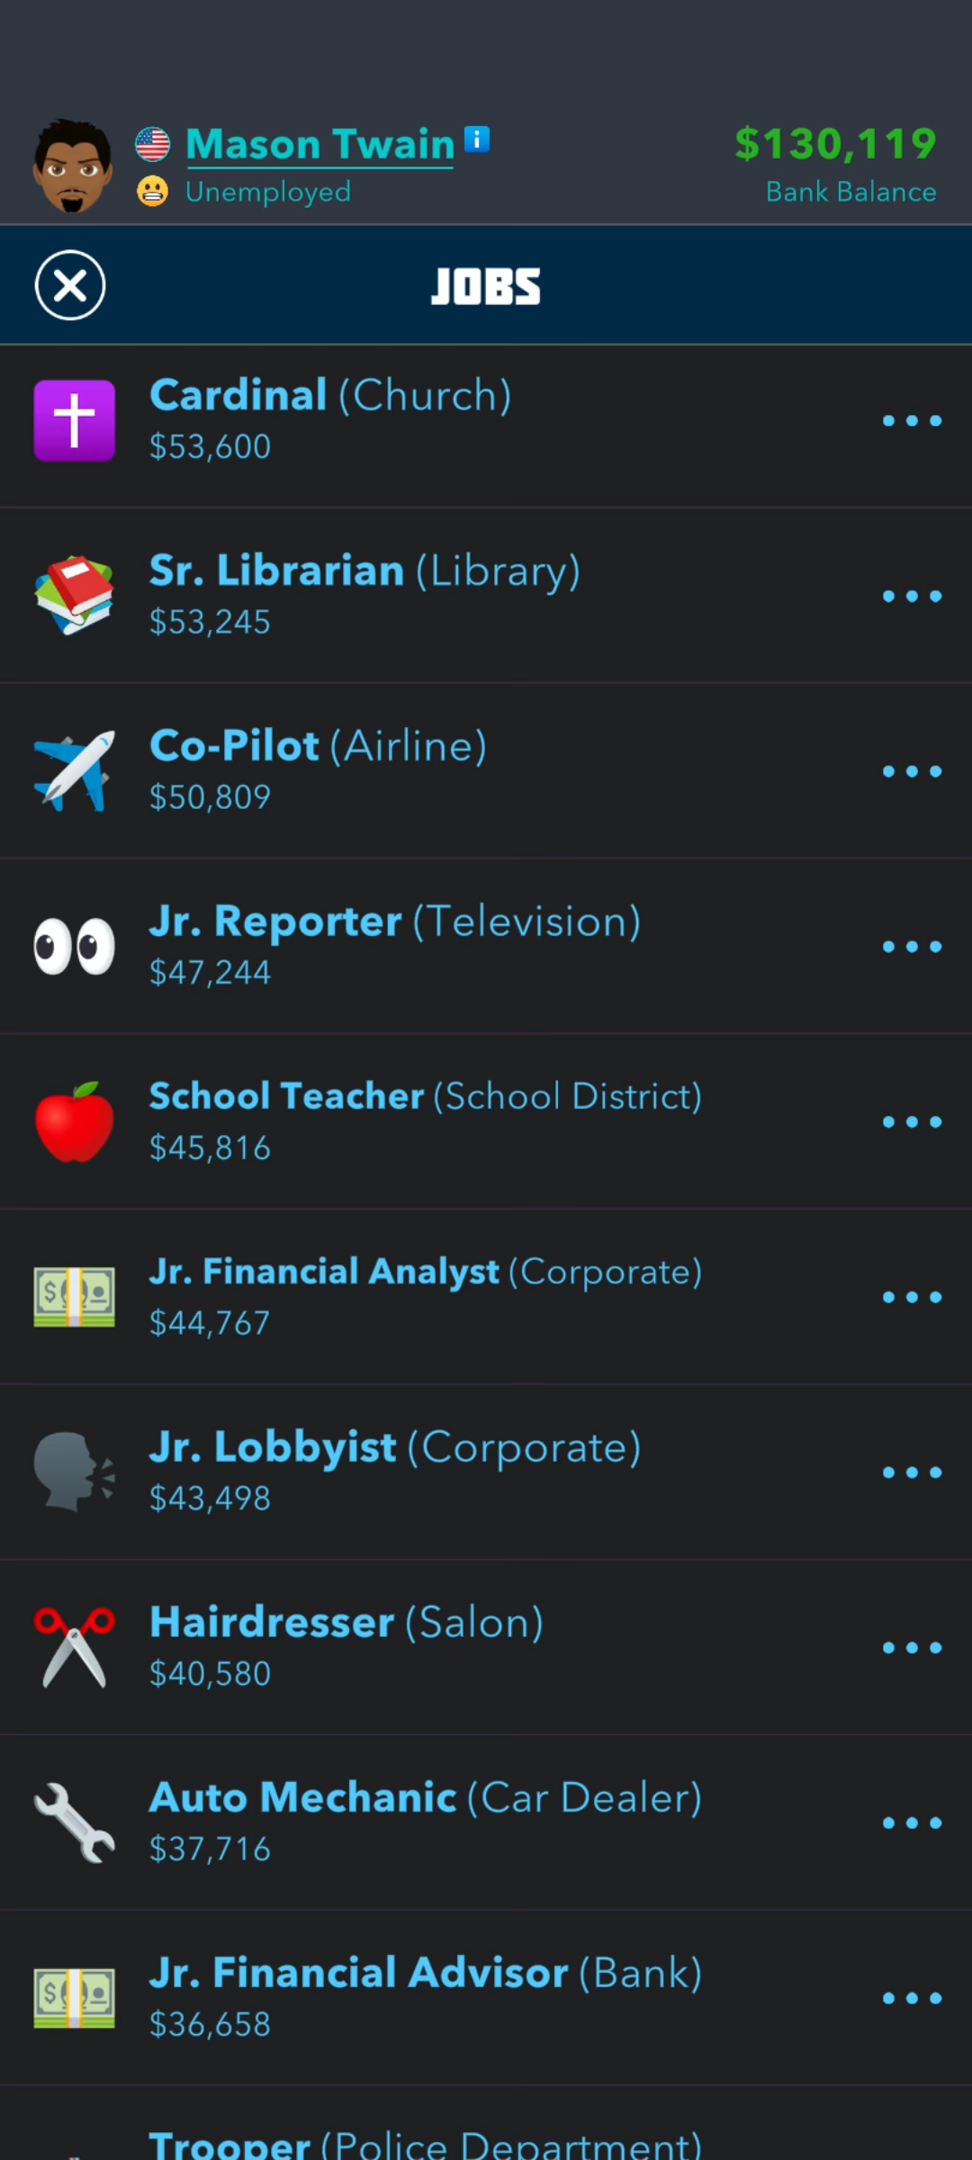 Mason Twain
$130,119
Unemployed
Bank Balance
JOBS
Cardinal (Church)
$53,600
Sr. Librarian (Library)
$53,245
Co-Pilot (Airline)
$50,809
Jr. Reporter (Television)
$47,244
School Teacher (School District)
$45,816
Jr. Financial Analyst (Corporate)
$44,767
Jr. Lobbyist (Corporate)
$43,498
Hairdresser (Salon)
$40,580
Auto Mechanic (Car Dealer)
$37,716
Jr. Financial Advisor (Bank)
$36,658
Trooper (Police Department)